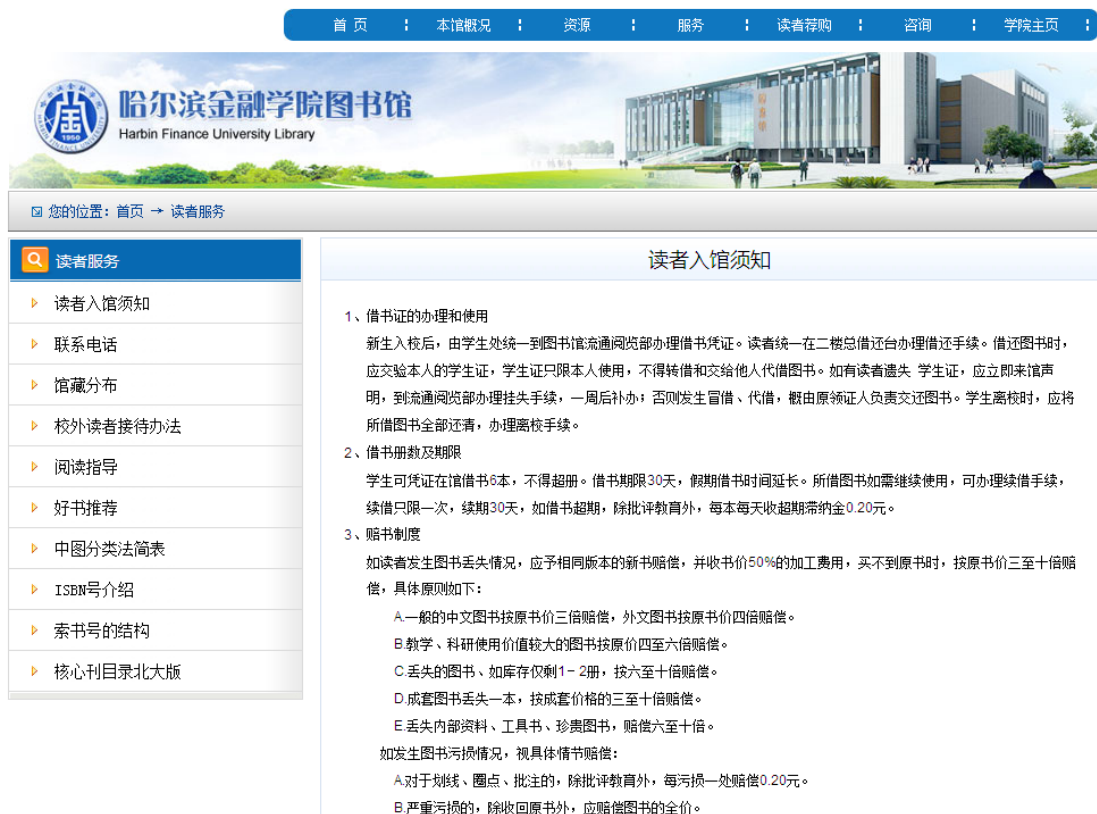 首 页 ¦ 本馆概况 ¦ 资源 ¦ 服务 ¦ 读者荐购 ¦ 咨询 ¦ 学院主页 ¦
哈尔滨金融学院图书馆
Harbin Finance University Library
1950
您的位置：首页 → 读者服务
读者服务
读者入馆须知
联系电话
馆藏分布
校外读者接待办法
阅读指导
好书推荐
中图分类法简表
ISBN号介绍
索书号的结构
核心刊目录北大版
读者入馆须知
1、借书证的办理和使用
新生入校后，由学生处统一到图书馆流通阅览部办理借书凭证。读者统一在二楼总借还台办理借还手续。借还图书时，
应交验本人的学生证，学生证只限本人使用，不得转借和交给他人代借图书。如有读者遗失 学生证，应立即来馆声
明，到流通阅览部办理挂失手续，一周后补办；否则发生冒借、代借，概由原领证人负责交还图书。学生离校时，应将
所借图书全部还清，办理离校手续。
2、借书册数及期限
学生可凭证在馆借书6本，不得超册。借书期限30天，假期借书时间延长。所借图书如需继续使用，可办理续借手续，
续借只限一次，续期30天，如借书超期，除批评教育外，每本每天收超期滞纳金0.20元。
3、赔书制度
如读者发生图书丢失情况，应予相同版本的新书赔偿，并收书价50%的加工费用，买不到原书时，按原书价三至十倍赔
偿，具体原则如下：
A.一般的中文图书按原书价三倍赔偿，外文图书按原书价四倍赔偿。
B.教学、科研使用价值较大的图书按原价四至六倍赔偿。
C.丢失的图书、如库存仅剩1－2册，按六至十倍赔偿。
D.成套图书丢失一本，按成套价格的三至十倍赔偿。
E.丢失内部资料、工具书、珍贵图书，赔偿六至十倍。
如发生图书污损情况，视具体情节赔偿：
A.对于划线、圈点、批注的，除批评教育外，每污损一处赔偿0.20元。
B.严重污损的，除收回原书外，应赔偿图书的全价。